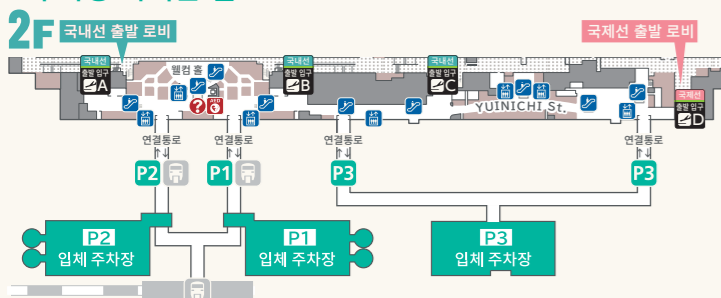 2F
국내선 출발 로비
국제선 출발 로비
국내선
출발 입구
A
웰컴 홀
국내선
출발 입구
B
국내선
출발 입구
C
국제선
출발 입구
D
?
AED
YUINICHI St.
연결통로
연결통로
연결통로
연결통로
P2
P1
P3
P3
P2
입체 주차장
P1
입체 주차장
P3
입체 주차장